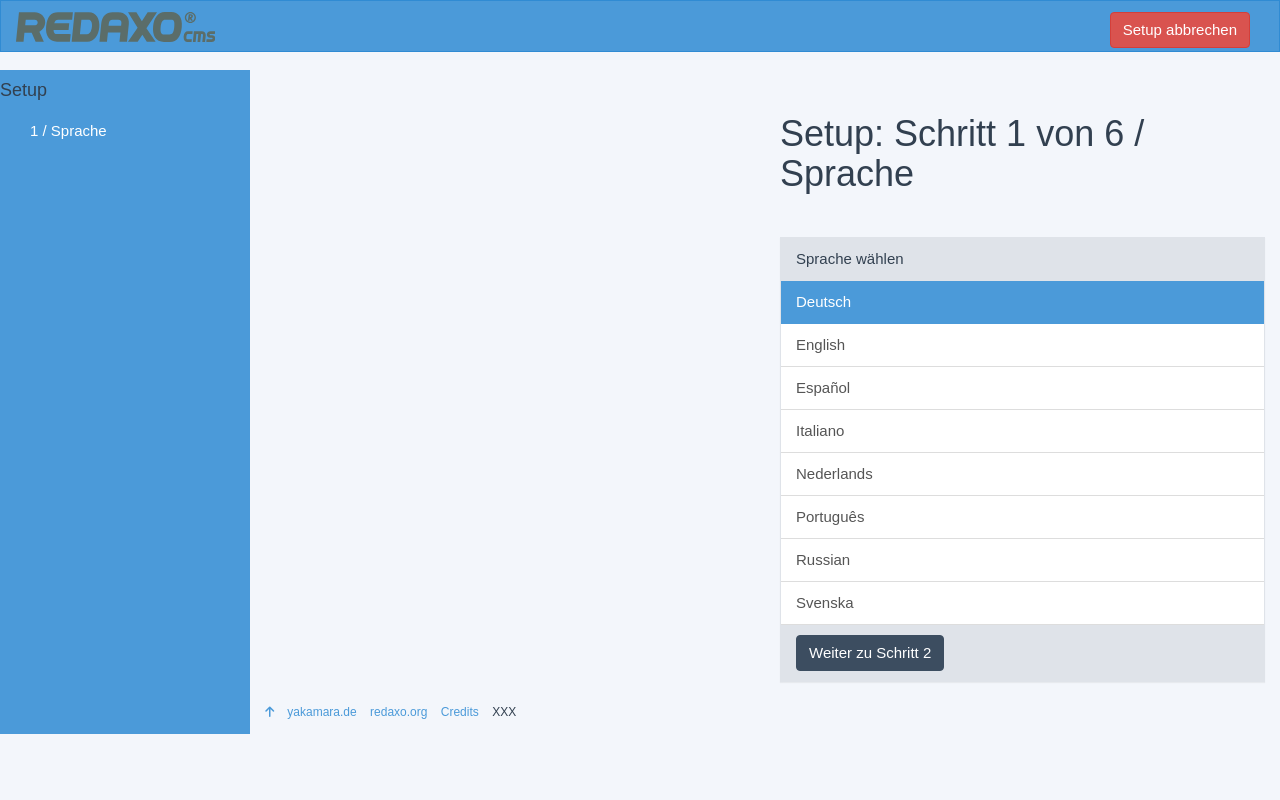 REDAXO® cms
Setup abbrechen
Setup
1 / Sprache
Setup: Schritt 1 von 6 /
Sprache
Sprache wählen
Deutsch
English
Español
Italiano
Nederlands
Português
Russian
Svenska
Weiter zu Schritt 2
yakamara.de redaxo.org Credits XXX